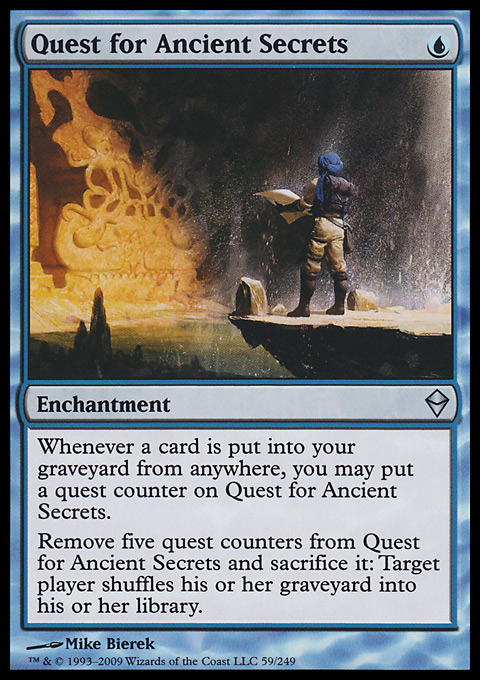 Quest for Ancient Secrets
Enchantment
Whenever a card is put into your
graveyard from anywhere, you may put
a quest counter on Quest for Ancient
Secrets.
Remove five quest counters from Quest
for Ancient Secrets and sacrifice it: Target
player shuffles his or her graveyard into
his or her library.
Mike Bierek
™ & © 1993–2009 Wizards of the Coast LLC 59/249